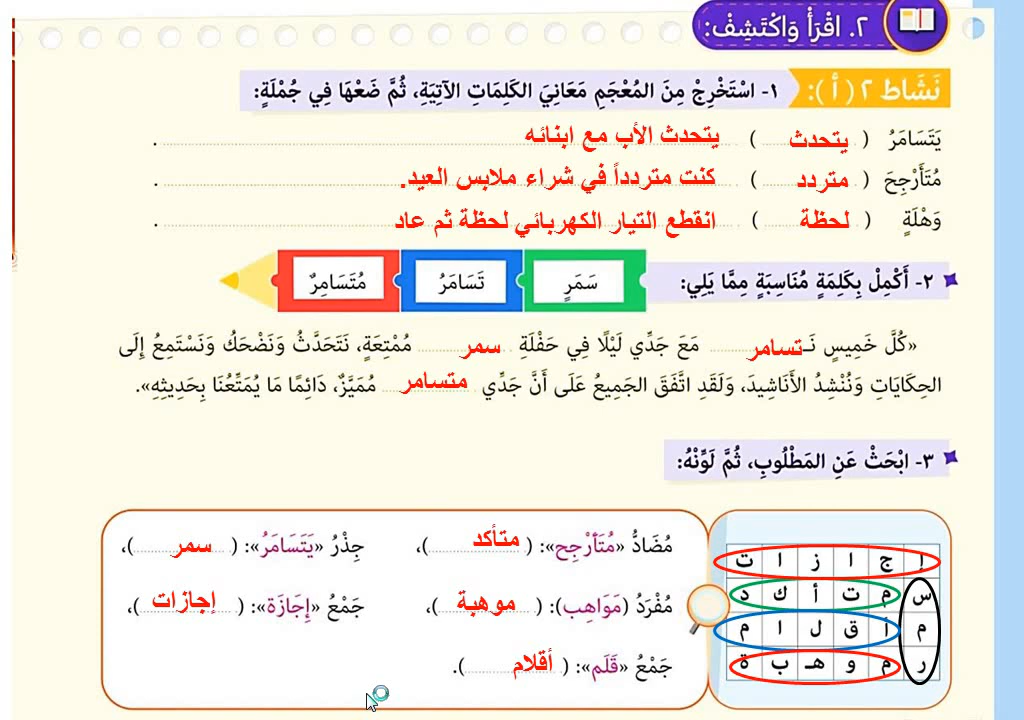 ٢. اقْرَأْ وَاكْتَشِفْ:
نَشَاط ٢ ( أ ): ١- اسْتَخْرِجْ مِنَ المُعْجَمِ مَعَانِيَ الكَلِمَاتِ الآتِيَةِ، ثُمَّ ضَعْهَا فِي جُمْلَةٍ:
يَتَسَامَرُ ( يتحدث ) يتحدث الأب مع ابنائه .
مُتَأَرْجِحَ ( متردد ) كنت متردداً في شراء ملابس العيد. .
وَهْلَةٍ ( لحظة ) انقطع التيار الكهربائي لحظة ثم عاد .
٢- أَكْمِلْ بِكَلِمَةٍ مُنَاسِبَةٍ مِمَّا يَلِي: سَمَرٍ تَسَامَرُ مُتَسَامِرٌ
«كُلَّ خَمِيسٍ نَـتسامر مَعَ جَدِّي لَيْلًا فِي حَفْلَةِ سمر مُمْتِعَةٍ، نَتَحَدَّثُ وَنَضْحَكُ وَنَسْتَمِعُ إِلَى
الحِكَايَاتِ وَنُنْشِدُ الأَنَاشِيدَ، وَلَقَدِ اتَّفَقَ الجَمِيعُ عَلَى أَنَّ جَدِّي متسامر مُمَيَّزٌ، دَائِمًا مَا يُمَتِّعُنَا بِحَدِيثِهِ».
٣- ابْحَثْ عَنِ المَطْلُوبِ، ثُمَّ لَوِّنْهُ:
إ ج ا ز ا ت
س م ت أ ك د
م أ ق ل ا م
ر م و هـ ب ة
مُضَادُّ «مُتَأَرْجِح»: ( متأكد )، جِذْرُ «يَتَسَامَرُ»: ( سمر )،
مُفْرَدُ (مَوَاهِب): ( موهبة )، جَمْعُ «إِجَازَة»: ( إجازات )،
جَمْعُ «قَلَم»: ( أقلام ).